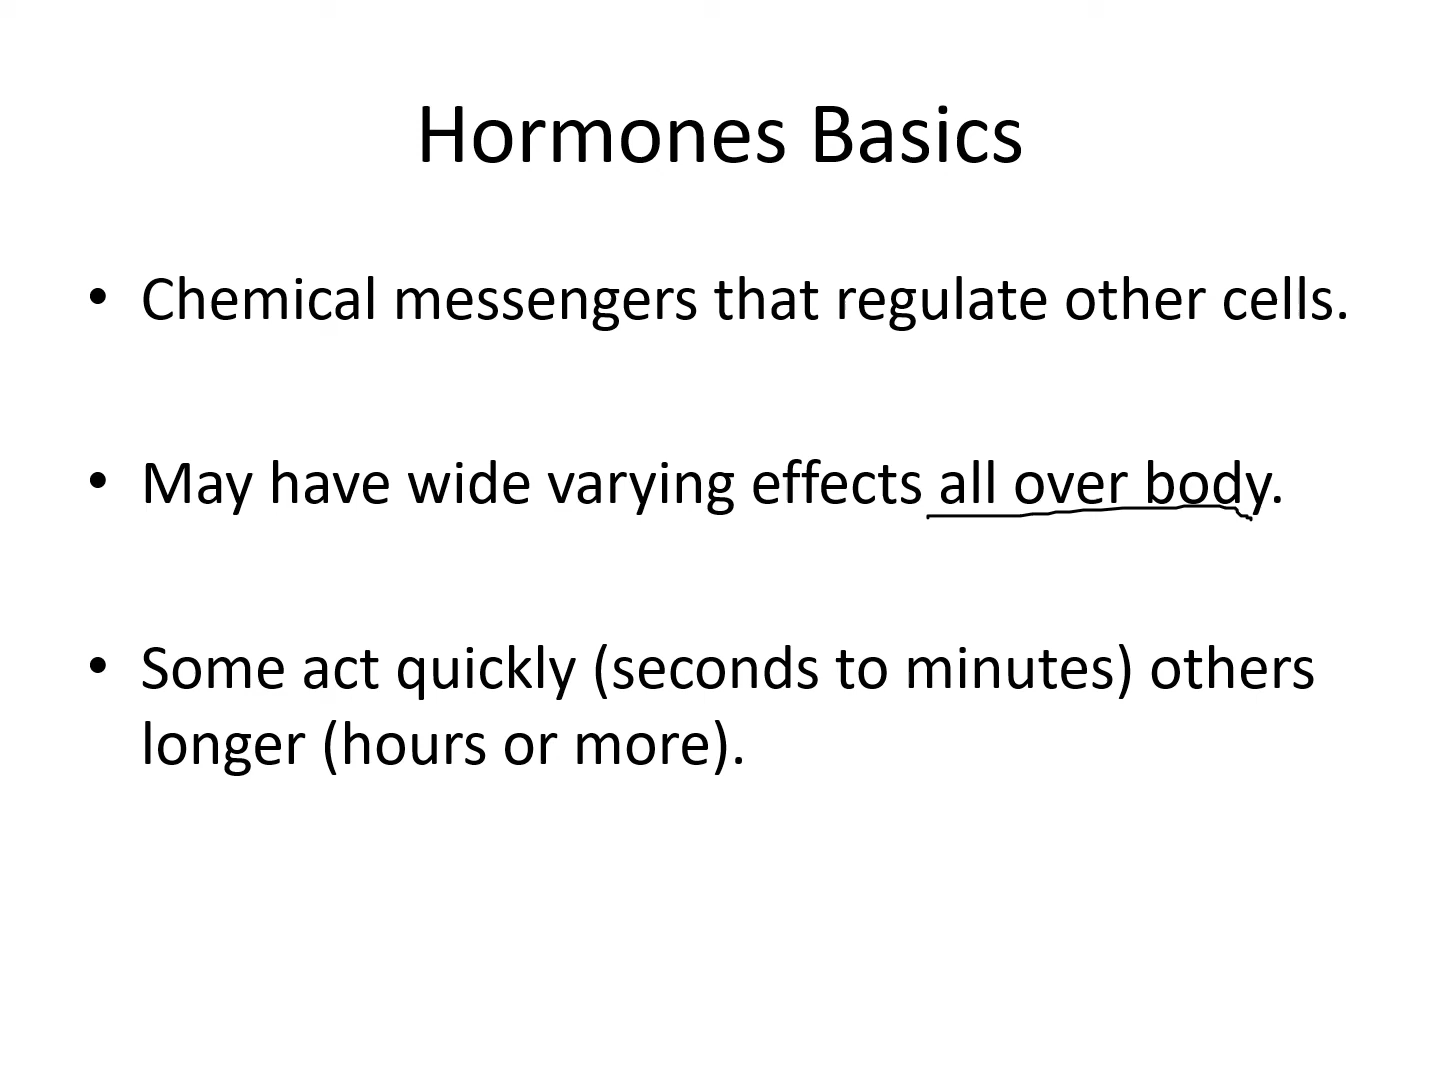 Hormones Basics
• Chemical messengers that regulate other cells.
• May have wide varying effects all over body.
• Some act quickly (seconds to minutes) others
longer (hours or more).